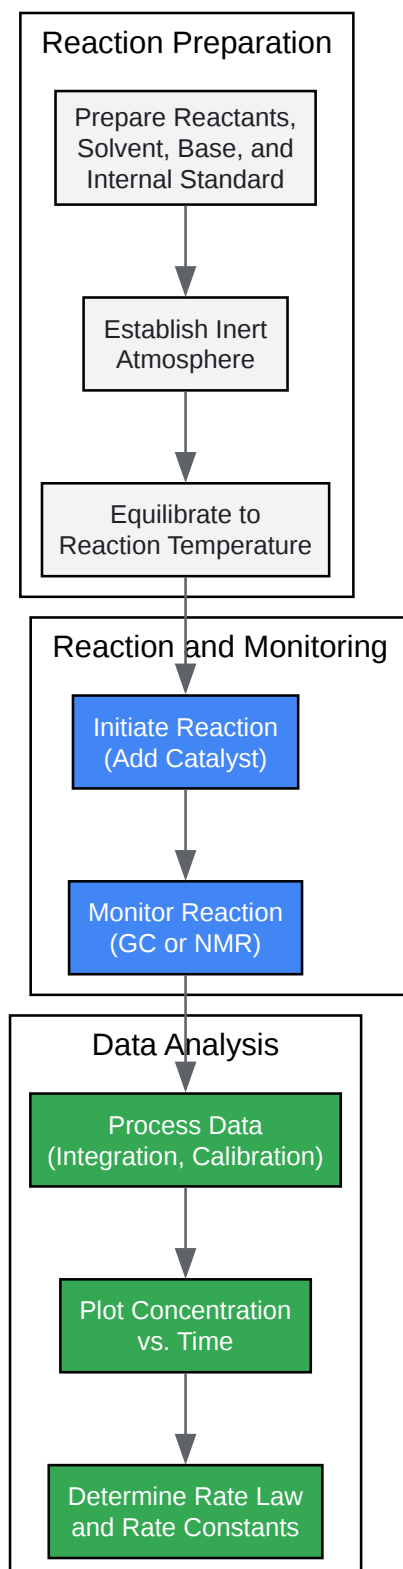 Reaction Preparation
Prepare Reactants,
Solvent, Base, and
Internal Standard
Establish Inert
Atmosphere
Equilibrate to
Reaction Temperature
Reaction and Monitoring
Initiate Reaction
(Add Catalyst)
Monitor Reaction
(GC or NMR)
Data Analysis
Process Data
(Integration, Calibration)
Plot Concentration
vs. Time
Determine Rate Law
and Rate Constants